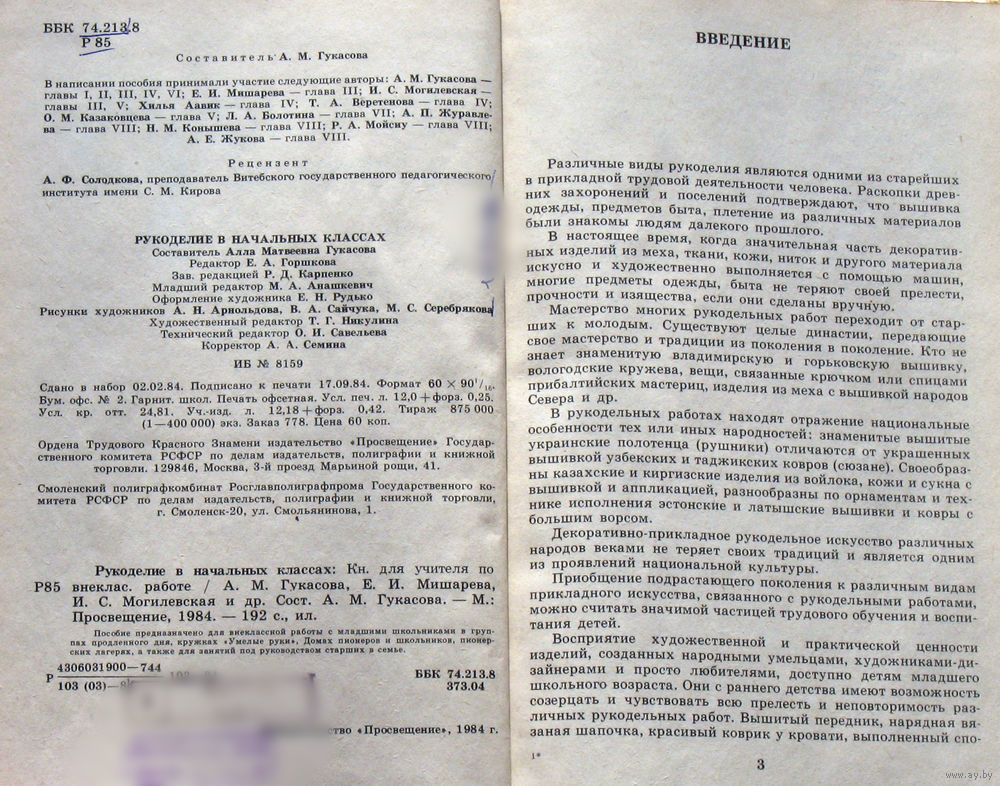 ББК 74.213.8
Р 85
Составитель А. М. Гукасова
В написании пособия принимали участие следующие авторы: А. М. Гукасова —
главы I, II, III, IV, VI; Е. И. Мишарева — глава III; И. С. Могилевская —
главы III, V; Хилья Аавик — глава IV; Т. А. Веретенова — глава IV;
О. М. Казаковцева — глава V; Л. А. Болотина — глава VII; А. П. Журавле-
ва — глава VIII; Н. М. Конышева — глава VIII; Р. А. Мойсиу — глава VIII;
А. Е. Жукова — глава VIII.
Рецензент
А. Ф. Солодкова, преподаватель Витебского государственного педагогического
института имени С. М. Кирова
РУКОДЕЛИЕ В НАЧАЛЬНЫХ КЛАССАХ
Составитель Алла Матвеевна Гукасова
Редактор Е. А. Горшкова
Зав. редакцией Р. Д. Карпенко
Младший редактор М. А. Анашкевич
Оформление художника Е. Н. Рудько
Рисунки художников А. Н. Арнольдова, В. А. Сайчука, М. С. Серебрякова
Художественный редактор Т. Г. Никулина
Технический редактор О. И. Савельева
Корректор А. А. Семина
ИБ № 8159
Сдано в набор 02.02.84. Подписано к печати 17.09.84. Формат 60 × 90 1/16.
Бум. офс. № 2. Гарнит. школ. Печать офсетная. Усл. печ. л. 12,0 + форз. 0,25.
Усл. кр. отт. 24,81. Уч.-изд. л. 12,18 + форз. 0,42. Тираж 875 000
(1—400 000) экз. Заказ 778. Цена 60 коп.
Ордена Трудового Красного Знамени издательство «Просвещение» Государ-
ственного комитета РСФСР по делам издательств, полиграфии и книжной
торговли. 129846, Москва, 3-й проезд Марьиной рощи, 41.
Смоленский полиграфкомбинат Росглавполиграфпрома Государственного ко-
митета РСФСР по делам издательств, полиграфии и книжной торговли,
г. Смоленск-20, ул. Смольянинова, 1.
Рукоделие в начальных классах: Кн. для учителя по
Р85 внеклас. работе / А. М. Гукасова, Е. И. Мишарева,
И. С. Могилевская и др. Сост. А. М. Гукасова. — М.:
Просвещение, 1984. — 192 с., ил.
Пособие предназначено для внеклассной работы с младшими школьниками в груп-
пах продленного дня, кружках «Умелые руки», Домах пионеров и школьников, пионер-
ских лагерях, а также для занятий под руководством старших в семье.
Р 4306031900—744
103 (03)—
ББК 74.213.8
373.04
«Просвещение», 1984 г.
ВВЕДЕНИЕ
Различные виды рукоделия являются одними из старейших
в прикладной трудовой деятельности человека. Раскопки древ-
них захоронений и поселений подтверждают, что вышивка
одежды, предметов быта, плетение из различных материалов
были знакомы людям далекого прошлого.
В настоящее время, когда значительная часть декоратив-
ных изделий из меха, ткани, кожи, ниток и другого материала
искусно и художественно выполняется с помощью машин,
многие предметы одежды, быта не теряют своей прелести,
прочности и изящества, если они сделаны вручную.
Мастерство многих рукодельных работ переходит от стар-
ших к молодым. Существуют целые династии, передающие
свое мастерство и традиции из поколения в поколение. Кто не
знает знаменитую владимирскую и горьковскую вышивку,
вологодские кружева, вещи, связанные крючком или спицами
прибалтийских мастериц, изделия из меха с вышивкой народов
Севера и др.
В рукодельных работах находят отражение национальные
особенности тех или иных народностей: знаменитые вышитые
украинские полотенца (рушники) отличаются от украшенных
вышивкой узбекских и таджикских ковров (сюзане). Своеобраз-
ны казахские и киргизские изделия из войлока, кожи и сукна с
вышивкой и аппликацией, разнообразны по орнаментам и тех-
нике исполнения эстонские и латышские вышивки и ковры с
большим ворсом.
Декоративно-прикладное рукодельное искусство различных
народов веками не теряет своих традиций и является одним
из проявлений национальной культуры.
Приобщение подрастающего поколения к различным видам
прикладного искусства, связанного с рукодельными работами,
можно считать значимой частицей трудового обучения и воспи-
тания детей.
Восприятие художественной и практической ценности
изделий, созданных народными умельцами, художниками-ди-
зайнерами и просто любителями, доступно детям младшего
школьного возраста. Они с раннего детства имеют возможность
созерцать и чувствовать всю прелесть и неповторимость раз-
личных рукодельных работ. Вышитый передник, нарядная вя-
заная шапочка, красивый коврик у кровати, выполненный спо-
1*
3
www.ay.by